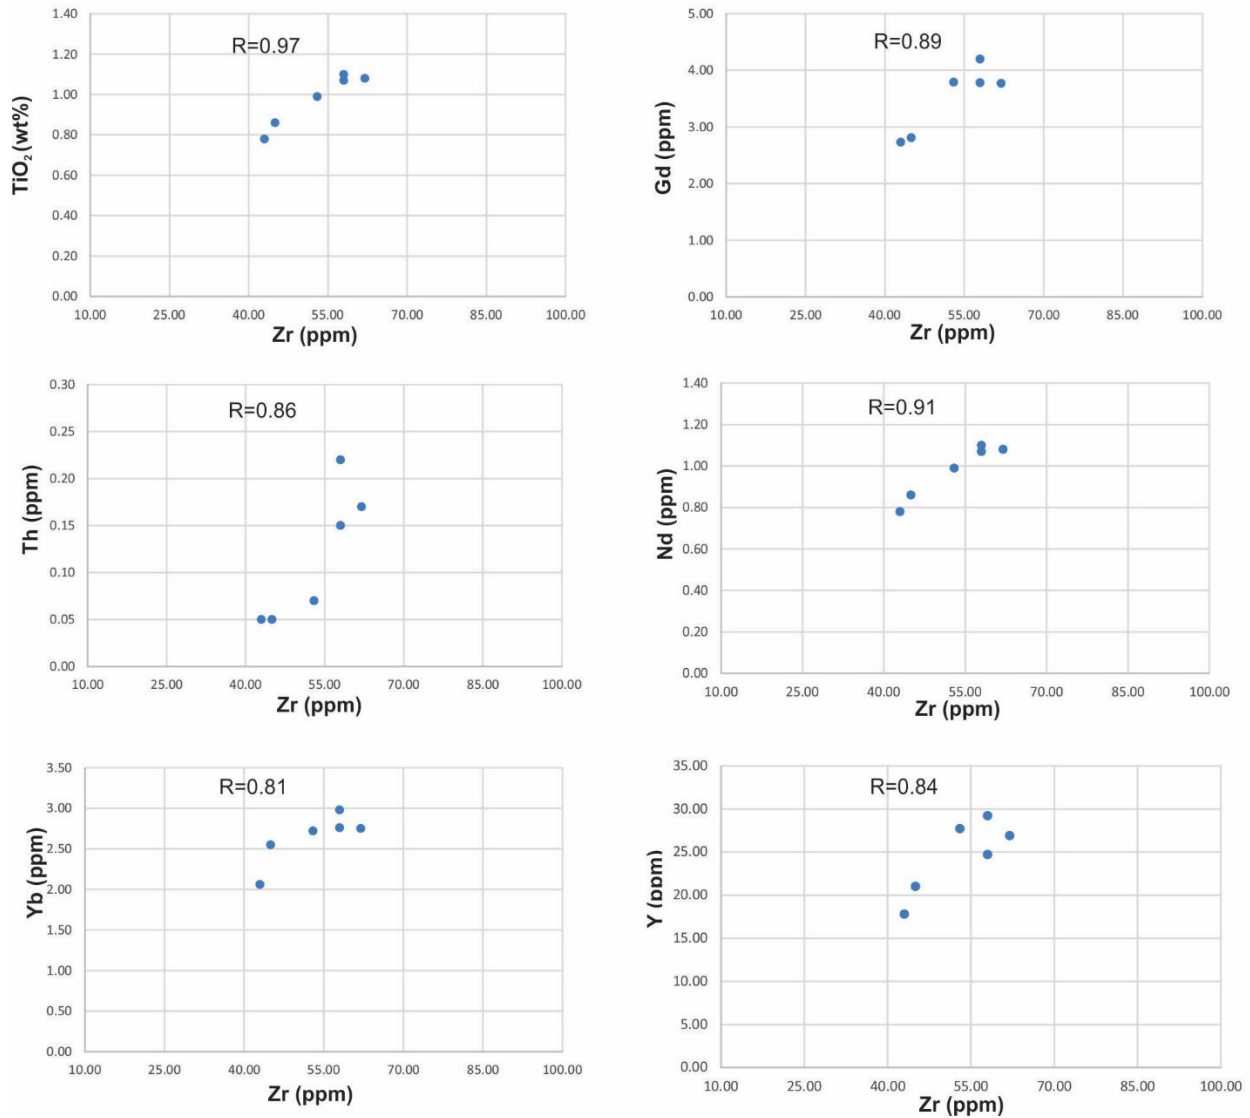 1.40
R=0.97
1.20
1.00
0.80
0.60
0.40
0.20
0.00
TiO₂ (wt%)
10.00 25.00 40.00 55.00 70.00 85.00 100.00
Zr (ppm)
5.00
R=0.89
4.00
3.00
2.00
1.00
0.00
Gd (ppm)
10.00 25.00 40.00 55.00 70.00 85.00 100.00
Zr (ppm)
0.30
R=0.86
0.25
0.20
0.15
0.10
0.05
0.00
Th (ppm)
10.00 25.00 40.00 55.00 70.00 85.00 100.00
Zr (ppm)
1.40
R=0.91
1.20
1.00
0.80
0.60
0.40
0.20
0.00
Nd (ppm)
10.00 25.00 40.00 55.00 70.00 85.00 100.00
Zr (ppm)
3.50
R=0.81
3.00
2.50
2.00
1.50
1.00
0.50
0.00
Yb (ppm)
10.00 25.00 40.00 55.00 70.00 85.00 100.00
Zr (ppm)
35.00
R=0.84
30.00
25.00
20.00
15.00
10.00
5.00
0.00
Y (ppm)
10.00 25.00 40.00 55.00 70.00 85.00 100.00
Zr (ppm)